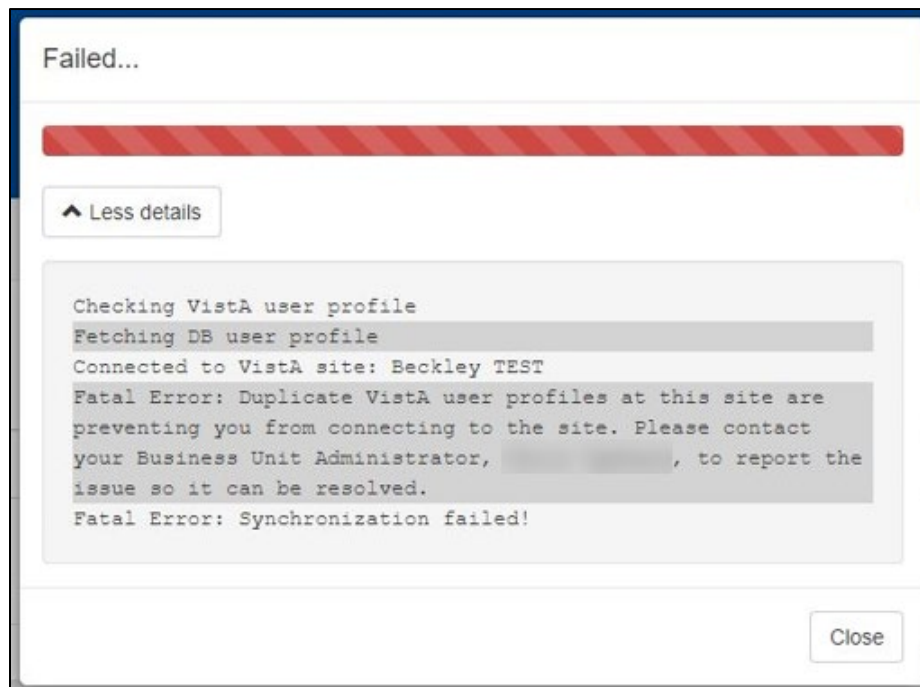 Failed...
Less details
Checking VistA user profile
Fetching DB user profile
Connected to VistA site: Beckley TEST
Fatal Error: Duplicate VistA user profiles at this site are
preventing you from connecting to the site. Please contact
your Business Unit Administrator, , to report the
issue so it can be resolved.
Fatal Error: Synchronization failed!
Close